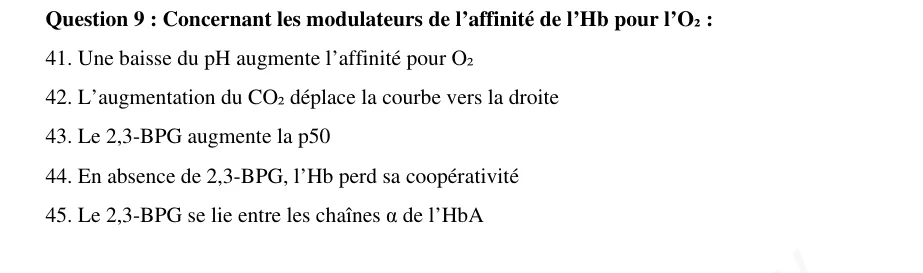 Question 9 : Concernant les modulateurs de l’affinité de l’Hb pour l’O₂ :
41. Une baisse du pH augmente l’affinité pour O₂
42. L’augmentation du CO₂ déplace la courbe vers la droite
43. Le 2,3-BPG augmente la p50
44. En absence de 2,3-BPG, l’Hb perd sa coopérativité
45. Le 2,3-BPG se lie entre les chaînes α de l’HbA